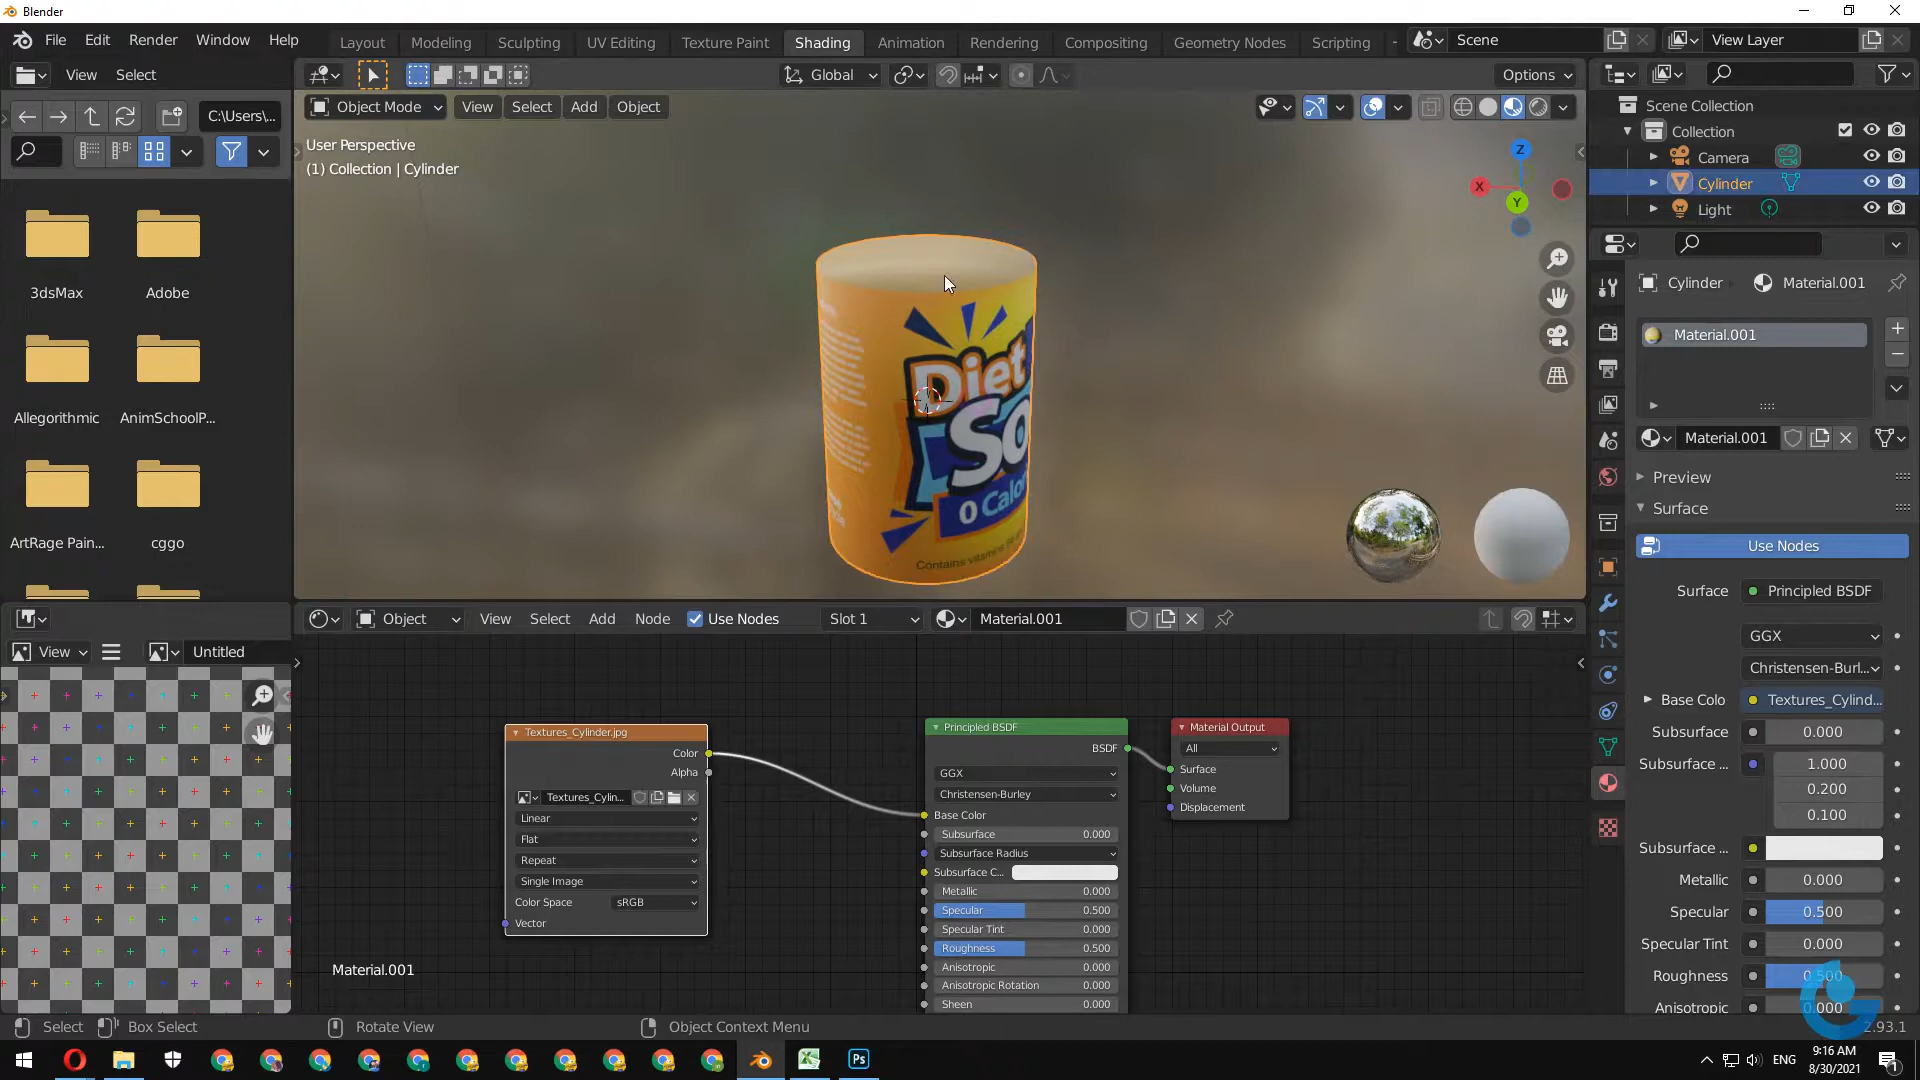 Blender
File Edit Render Window Help
Layout Modeling Sculpting UV Editing Texture Paint Shading Animation Rendering Compositing Geometry Nodes Scripting
Scene
View Layer
View Select
Global
Options
C:\Users\...
Object Mode View Select Add Object
User Perspective
(1) Collection | Cylinder
Z
X
Y
Scene Collection
Collection
Camera
Cylinder
Light
3dsMax
Adobe
Allegorithmic
AnimSchoolP...
ArtRage Pain...
cggo
Diet
So
0 Calor
Contains vitamins
Cylinder
Material.001
Material.001
Material.001
Preview
Surface
Use Nodes
Surface
Principled BSDF
GGX
Christensen-Burl...
Base Colo
Textures_Cylind...
Subsurface
0.000
Subsurface ...
1.000
0.200
0.100
Subsurface ...
Metallic
0.000
Specular
0.500
Specular Tint
0.000
Roughness
0.500
Anisotropic
0.000
Object View Select Add Node Use Nodes Slot 1 Material.001
View
Untitled
Textures_Cylinder.jpg
Color
Alpha
Textures_Cylin...
Linear
Flat
Repeat
Single Image
Color Space
sRGB
Vector
Principled BSDF
BSDF
GGX
Christensen-Burley
Base Color
Subsurface 0.000
Subsurface Radius
Subsurface C...
Metallic 0.000
Specular 0.500
Specular Tint 0.000
Roughness 0.500
Anisotropic 0.000
Anisotropic Rotation 0.000
Sheen 0.000
Material Output
All
Surface
Volume
Displacement
Material.001
Select
Box Select
Rotate View
Object Context Menu
2.93.1
Ps
ENG
9:16 AM
8/30/2021
1